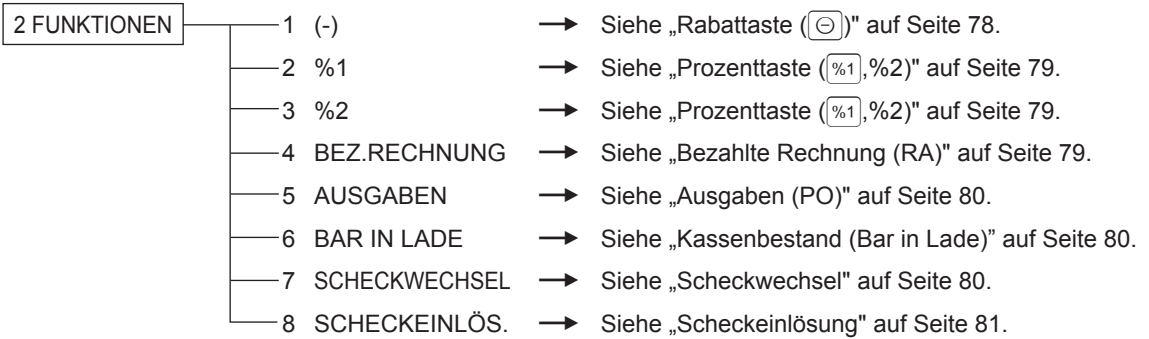 2 FUNKTIONEN 1 (-) → Siehe „Rabattaste (⊖)" auf Seite 78.
2 %1 → Siehe „Prozenttaste (%1,%2)" auf Seite 79.
3 %2 → Siehe „Prozenttaste (%1,%2)" auf Seite 79.
4 BEZ.RECHNUNG → Siehe „Bezahlte Rechnung (RA)" auf Seite 79.
5 AUSGABEN → Siehe „Ausgaben (PO)" auf Seite 80.
6 BAR IN LADE → Siehe „Kassenbestand (Bar in Lade)” auf Seite 80.
7 SCHECKWECHSEL → Siehe „Scheckwechsel" auf Seite 80.
8 SCHECKEINLÖS. → Siehe „Scheckeinlösung" auf Seite 81.